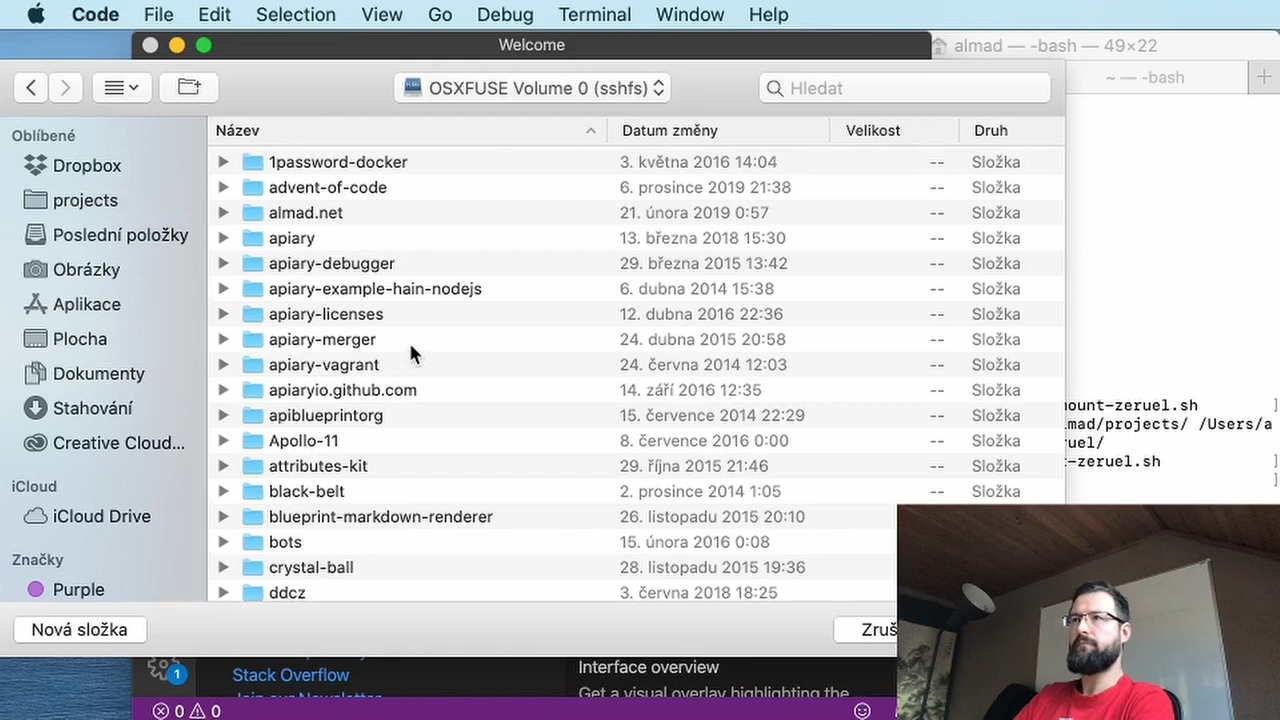 Code File Edit Selection View Go Debug Terminal Window Help
Welcome
almad — -bash — 49×22
~ — -bash
OSXFUSE Volume 0 (sshfs)
Hledat
Oblíbené
Dropbox
projects
Poslední položky
Obrázky
Aplikace
Plocha
Dokumenty
Stahování
Creative Cloud...
iCloud
iCloud Drive
Značky
Purple
Název Datum změny Velikost Druh
1password-docker 3. května 2016 14:04 -- Složka
advent-of-code 6. prosince 2019 21:38 -- Složka
almad.net 21. února 2019 0:57 -- Složka
apiary 13. března 2018 15:30 -- Složka
apiary-debugger 29. března 2015 13:42 -- Složka
apiary-example-hain-nodejs 6. dubna 2014 15:38 -- Složka
apiary-licenses 12. dubna 2016 22:36 -- Složka
apiary-merger 24. dubna 2015 20:58 -- Složka
apiary-vagrant 24. června 2014 12:03 -- Složka
apiaryio.github.com 14. září 2016 12:35 -- Složka
apiblueprintorg 15. července 2014 22:29 -- Složka
Apollo-11 8. července 2016 0:00 -- Složka
attributes-kit 29. října 2015 21:46 -- Složka
black-belt 2. prosince 2014 1:05 -- Složka
blueprint-markdown-renderer 26. listopadu 2015 20:10
bots 15. února 2016 0:08
crystal-ball 28. listopadu 2015 19:36
ddcz 3. června 2018 18:25
ount-zeruel.sh ]
lmad/projects/ /Users/a
ruel/
t-zeruel.sh ]
]
Nová složka
Zruš
1
Stack Overflow
Join our Newsletter
Interface overview
Get a visual overlay highlighting the...
0 0